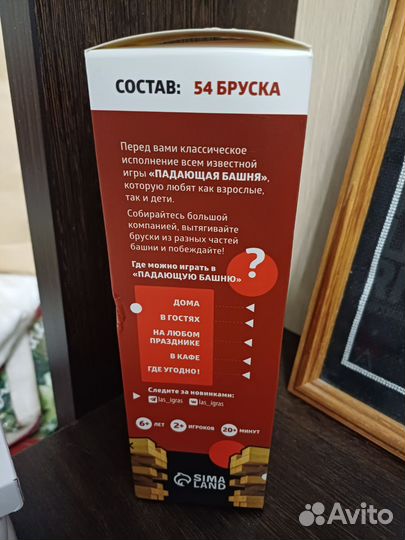 СОСТАВ: 54 БРУСКА
Перед вами классическое
исполнение всем известной
игры «ПАДАЮЩАЯ БАШНЯ»,
которую любят как взрослые,
так и дети.
Собирайтесь большой
компанией, вытягивайте
бруски из разных частей
башни и побеждайте!
Где можно играть в
«ПАДАЮЩУЮ БАШНЮ»
?
ДОМА
В ГОСТЯХ
НА ЛЮБОМ
ПРАЗДНИКЕ
В КАФЕ
ГДЕ УГОДНО!
Следите за новинками:
las_igras las_igras
6+ ЛЕТ 2+ ИГРОКОВ 20+ МИНУТ
SIMA
LAND
Avito